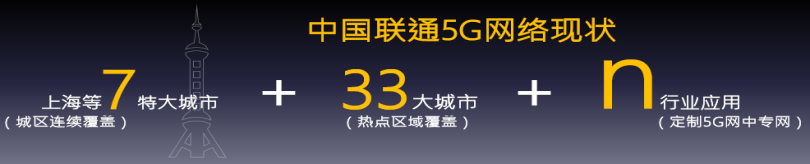 中国联通5G网络现状
上海等7特大城市 + 33大城市 + n行业应用
（城区连续覆盖） （热点区域覆盖） （定制5G网中专网）